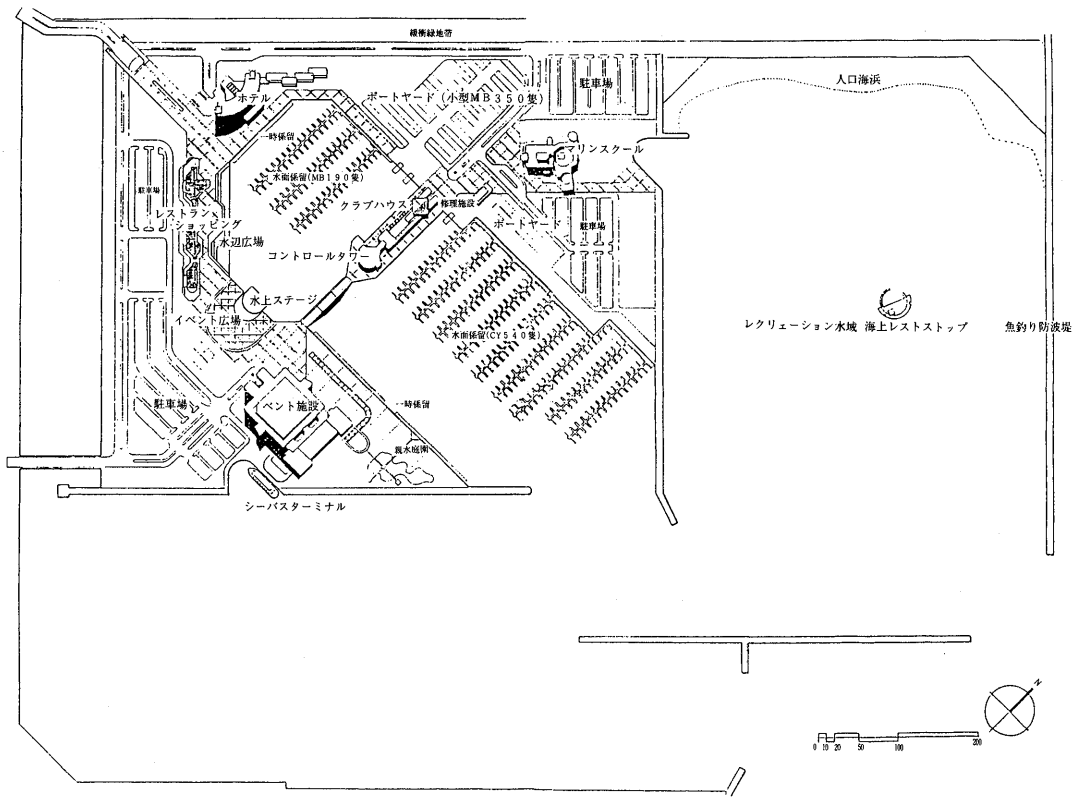 緩衝緑地帯
ホテル
ボートヤード(小型MB350隻)
駐車場
人口海浜
一時係留
水面係留(MB190隻)
マリンスクール
駐車場
クラブハウス
修理施設
レストラン
ショッピング
水辺広場
ボートヤード
駐車場
コントロールタワー
水上ステージ
イベント広場
水面係留(CY540隻)
レクリェーション水域 海上レストストップ
魚釣り防波堤
駐車場
イベント施設
一時係留
親水庭園
シーバスターミナル
N
0 10 20 50 100 200